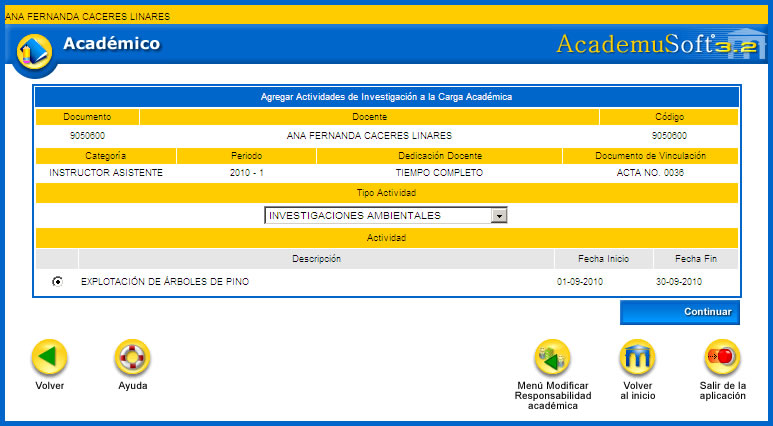 ANA FERNANDA CACERES LINARES
Académico
AcademuSoft 3.2
Agregar Actividades de Investigación a la Carga Académica
Documento Docente Código
9050600 ANA FERNANDA CACERES LINARES 9050600
Categoría Periodo Dedicación Docente Documento de Vinculación
INSTRUCTOR ASISTENTE 2010 - 1 TIEMPO COMPLETO ACTA NO. 0036
Tipo Actividad
INVESTIGACIONES AMBIENTALES
Actividad
Descripción Fecha Inicio Fecha Fin
EXPLOTACIÓN DE ÁRBOLES DE PINO 01-09-2010 30-09-2010
Continuar
Volver
Ayuda
Menú Modificar
Responsabilidad
académica
Volver
al inicio
Salir de la
aplicación